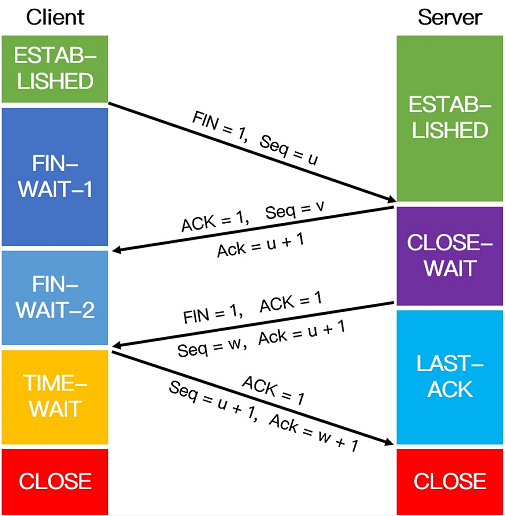 Client
Server
ESTAB–
LISHED
ESTAB–
LISHED
FIN = 1, Seq = u
FIN–
WAIT–1
ACK = 1, Seq = v
Ack = u + 1
CLOSE–
WAIT
FIN–
WAIT–2
FIN = 1, ACK = 1
Seq = w, Ack = u + 1
TIME–
WAIT
LAST–
ACK
ACK = 1
Seq = u + 1, Ack = w + 1
CLOSE
CLOSE